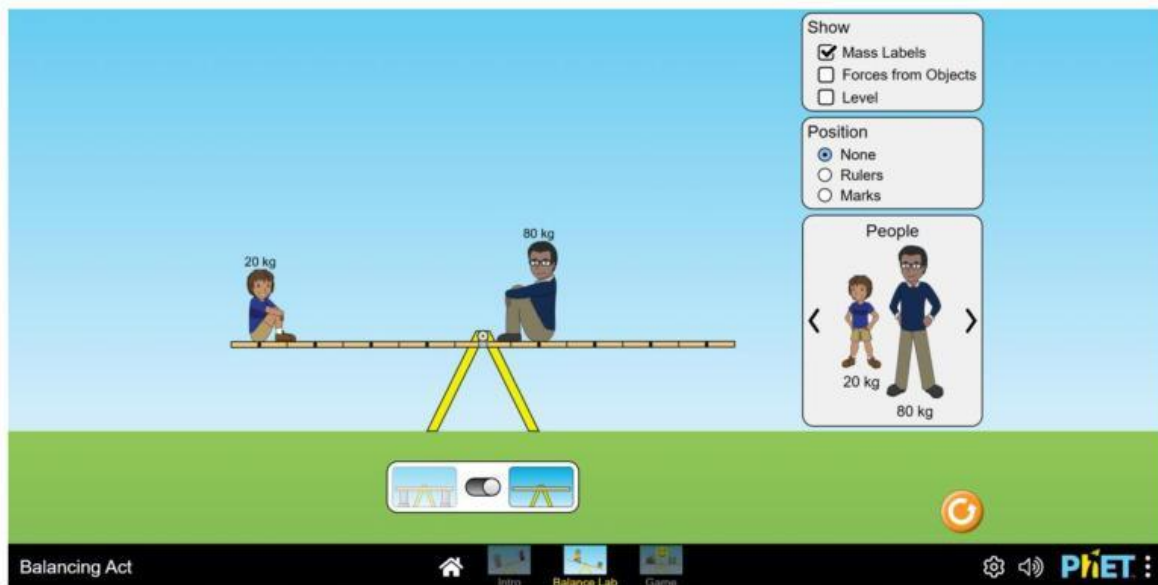 Show
Mass Labels
Forces from Objects
Level
Position
None
Rulers
Marks
People
20 kg
80 kg
20 kg
80 kg
Balancing Act
Intro
Balance Lab
Game
PhET